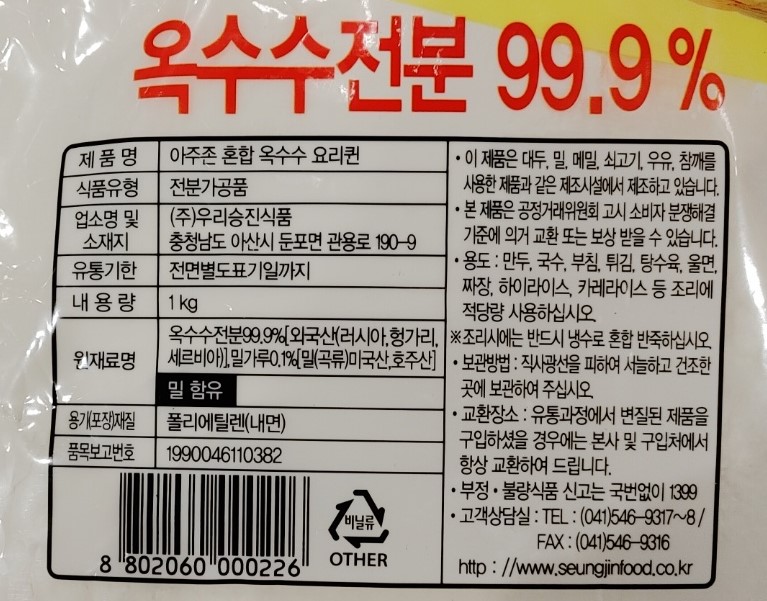 옥수수전분 99.9%
제 품 명 아주존 혼합 옥수수 요리퀸
식품유형 전분가공품
업소명 및 소재지 (주)우리승진식품
충청남도 아산시 둔포면 관용로 190-9
유통기한 전면별도표기일까지
내 용 량 1 kg
원재료명 옥수수전분99.9%[외국산(러시아,헝가리,
세르비아)],밀가루0.1%[밀(곡류)미국산,호주산]
밀 함유
용기(포장)재질 폴리에틸렌(내면)
품목보고번호 1990046110382
8 802060 000226
비닐류
OTHER
• 이 제품은 대두, 밀, 메밀, 쇠고기, 우유, 참깨를
사용한 제품과 같은 제조시설에서 제조하고 있습니다.
• 본 제품은 공정거래위원회 고시 소비자 분쟁해결
기준에 의거 교환 또는 보상 받을 수 있습니다.
• 용도 : 만두, 국수, 부침, 튀김, 탕수육, 울면,
짜장, 하이라이스, 카레라이스 등 조리에
적당량 사용하십시오.
※조리시에는 반드시 냉수로 혼합 반죽하십시오.
• 보관방법 : 직사광선을 피하여 서늘하고 건조한
곳에 보관하여 주십시오.
• 교환장소 : 유통과정에서 변질된 제품을
구입하셨을 경우에는 본사 및 구입처에서
항상 교환하여 드립니다.
• 부정 • 불량식품 신고는 국번없이 1399
• 고객상담실 : TEL : (041)546-9317~8 /
FAX : (041)546-9316
http : //www.seungjinfood.co.kr